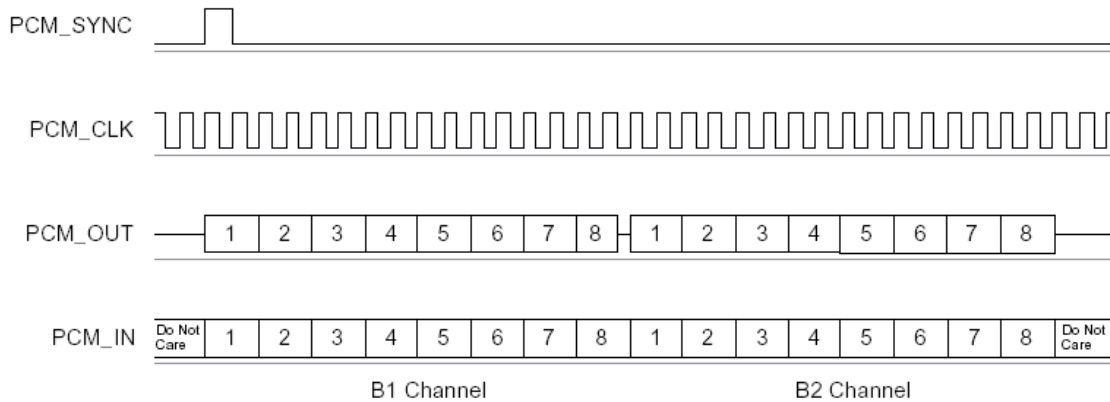 PCM_SYNC
PCM_CLK
PCM_OUT 1 2 3 4 5 6 7 8 1 2 3 4 5 6 7 8
PCM_IN Do Not Care 1 2 3 4 5 6 7 8 1 2 3 4 5 6 7 8 Do Not Care
B1 Channel B2 Channel